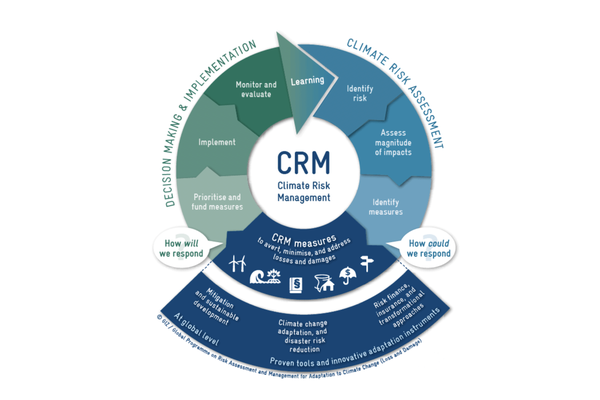 DECISION MAKING & IMPLEMENTATION
CLIMATE RISK ASSESSMENT
Learning
Identify
risk
Assess
magnitude
of impacts
Identify
measures
How could
we respond
CRM measures
to avert, minimise, and address
losses and damages
How will
we respond
Prioritise and
fund measures
Implement
Monitor and
evaluate
CRM
Climate Risk
Management
§
Mitigation
and sustainable
development
At global level
Climate change
adaptation, and
disaster risk
reduction
Risk finance,
insurance, and
transformational
approaches
Proven tools and innovative adaptation instruments
© GIZ / Global Programme on Risk Assessment and Management for Adaptation to Climate Change (Loss and Damage)